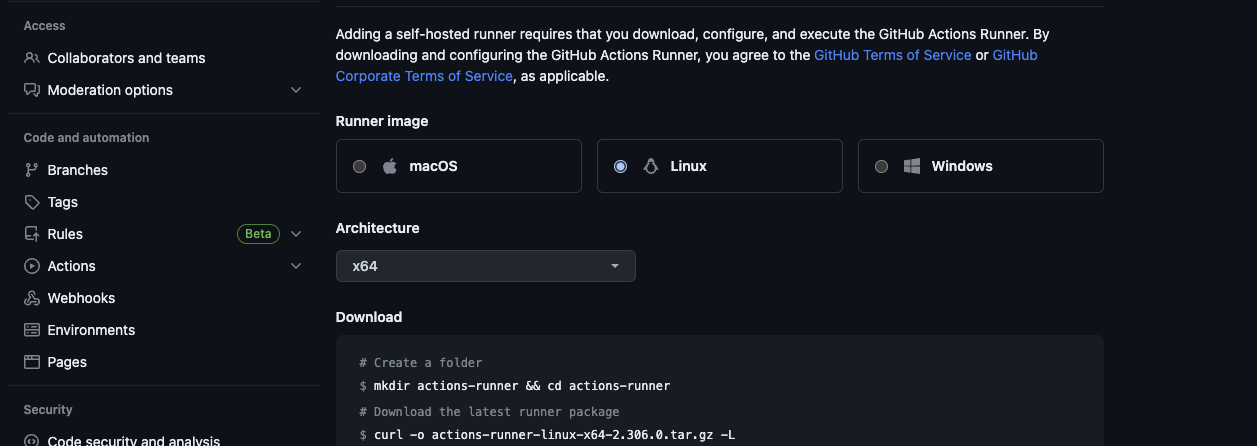 Access
Collaborators and teams
Moderation options
Code and automation
Branches
Tags
Rules Beta
Actions
Webhooks
Environments
Pages
Security
Code security and analysis
Adding a self-hosted runner requires that you download, configure, and execute the GitHub Actions Runner. By
downloading and configuring the GitHub Actions Runner, you agree to the GitHub Terms of Service or GitHub
Corporate Terms of Service, as applicable.
Runner image
macOS Linux Windows
Architecture
x64
Download
# Create a folder
$ mkdir actions-runner && cd actions-runner
# Download the latest runner package
$ curl -o actions-runner-linux-x64-2.306.0.tar.gz -L